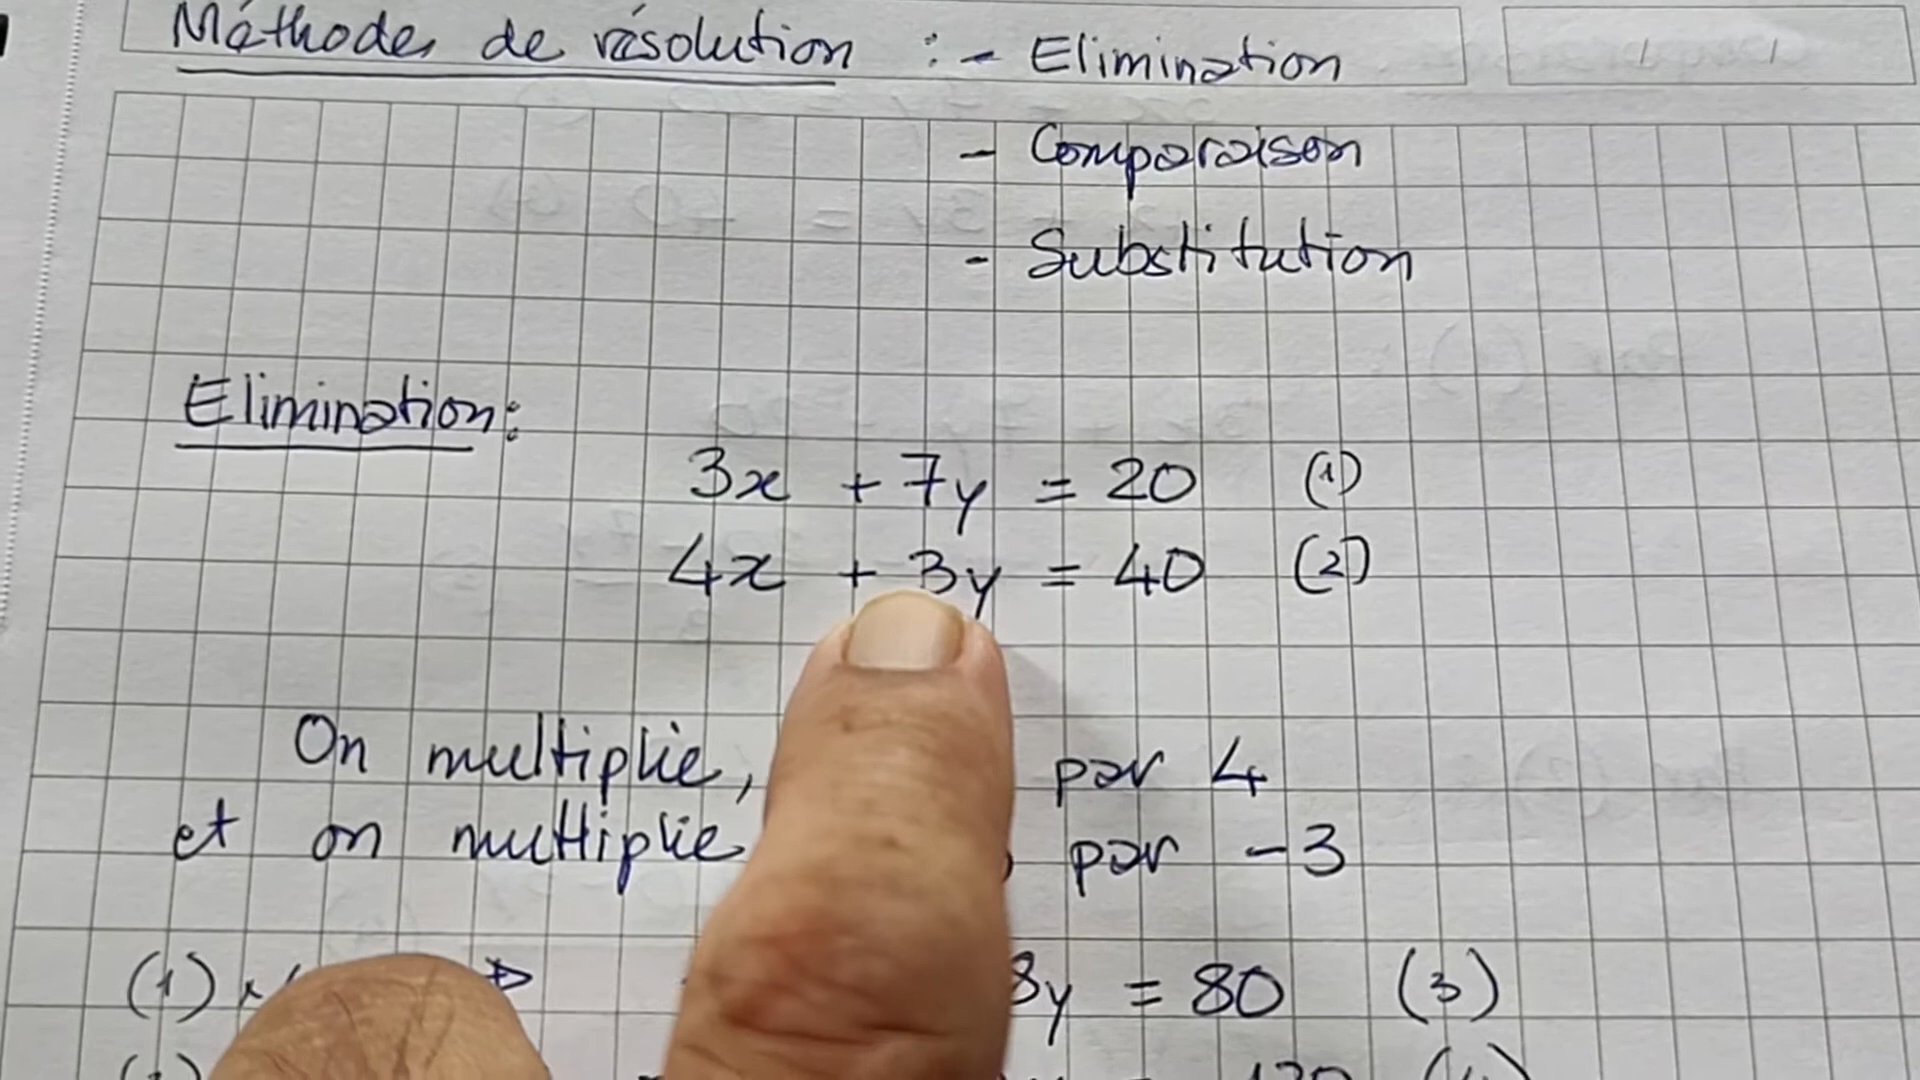 Méthodes de résolution : - Elimination
- Comparaison
- Substitution
Elimination:
3x + 7y = 20 (1)
4x + 3y = 40 (2)
On multiplie, par 4
et on multiplie , par -3
(1) x 8y = 80 (3)